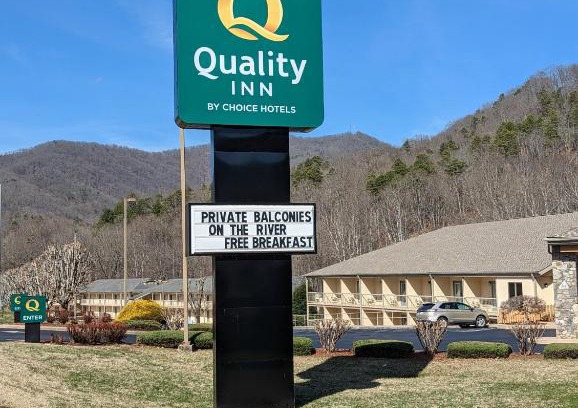 Q
Quality
INN
BY CHOICE HOTELS
PRIVATE BALCONIES
ON THE RIVER
FREE BREAKFAST
Q
ENTER